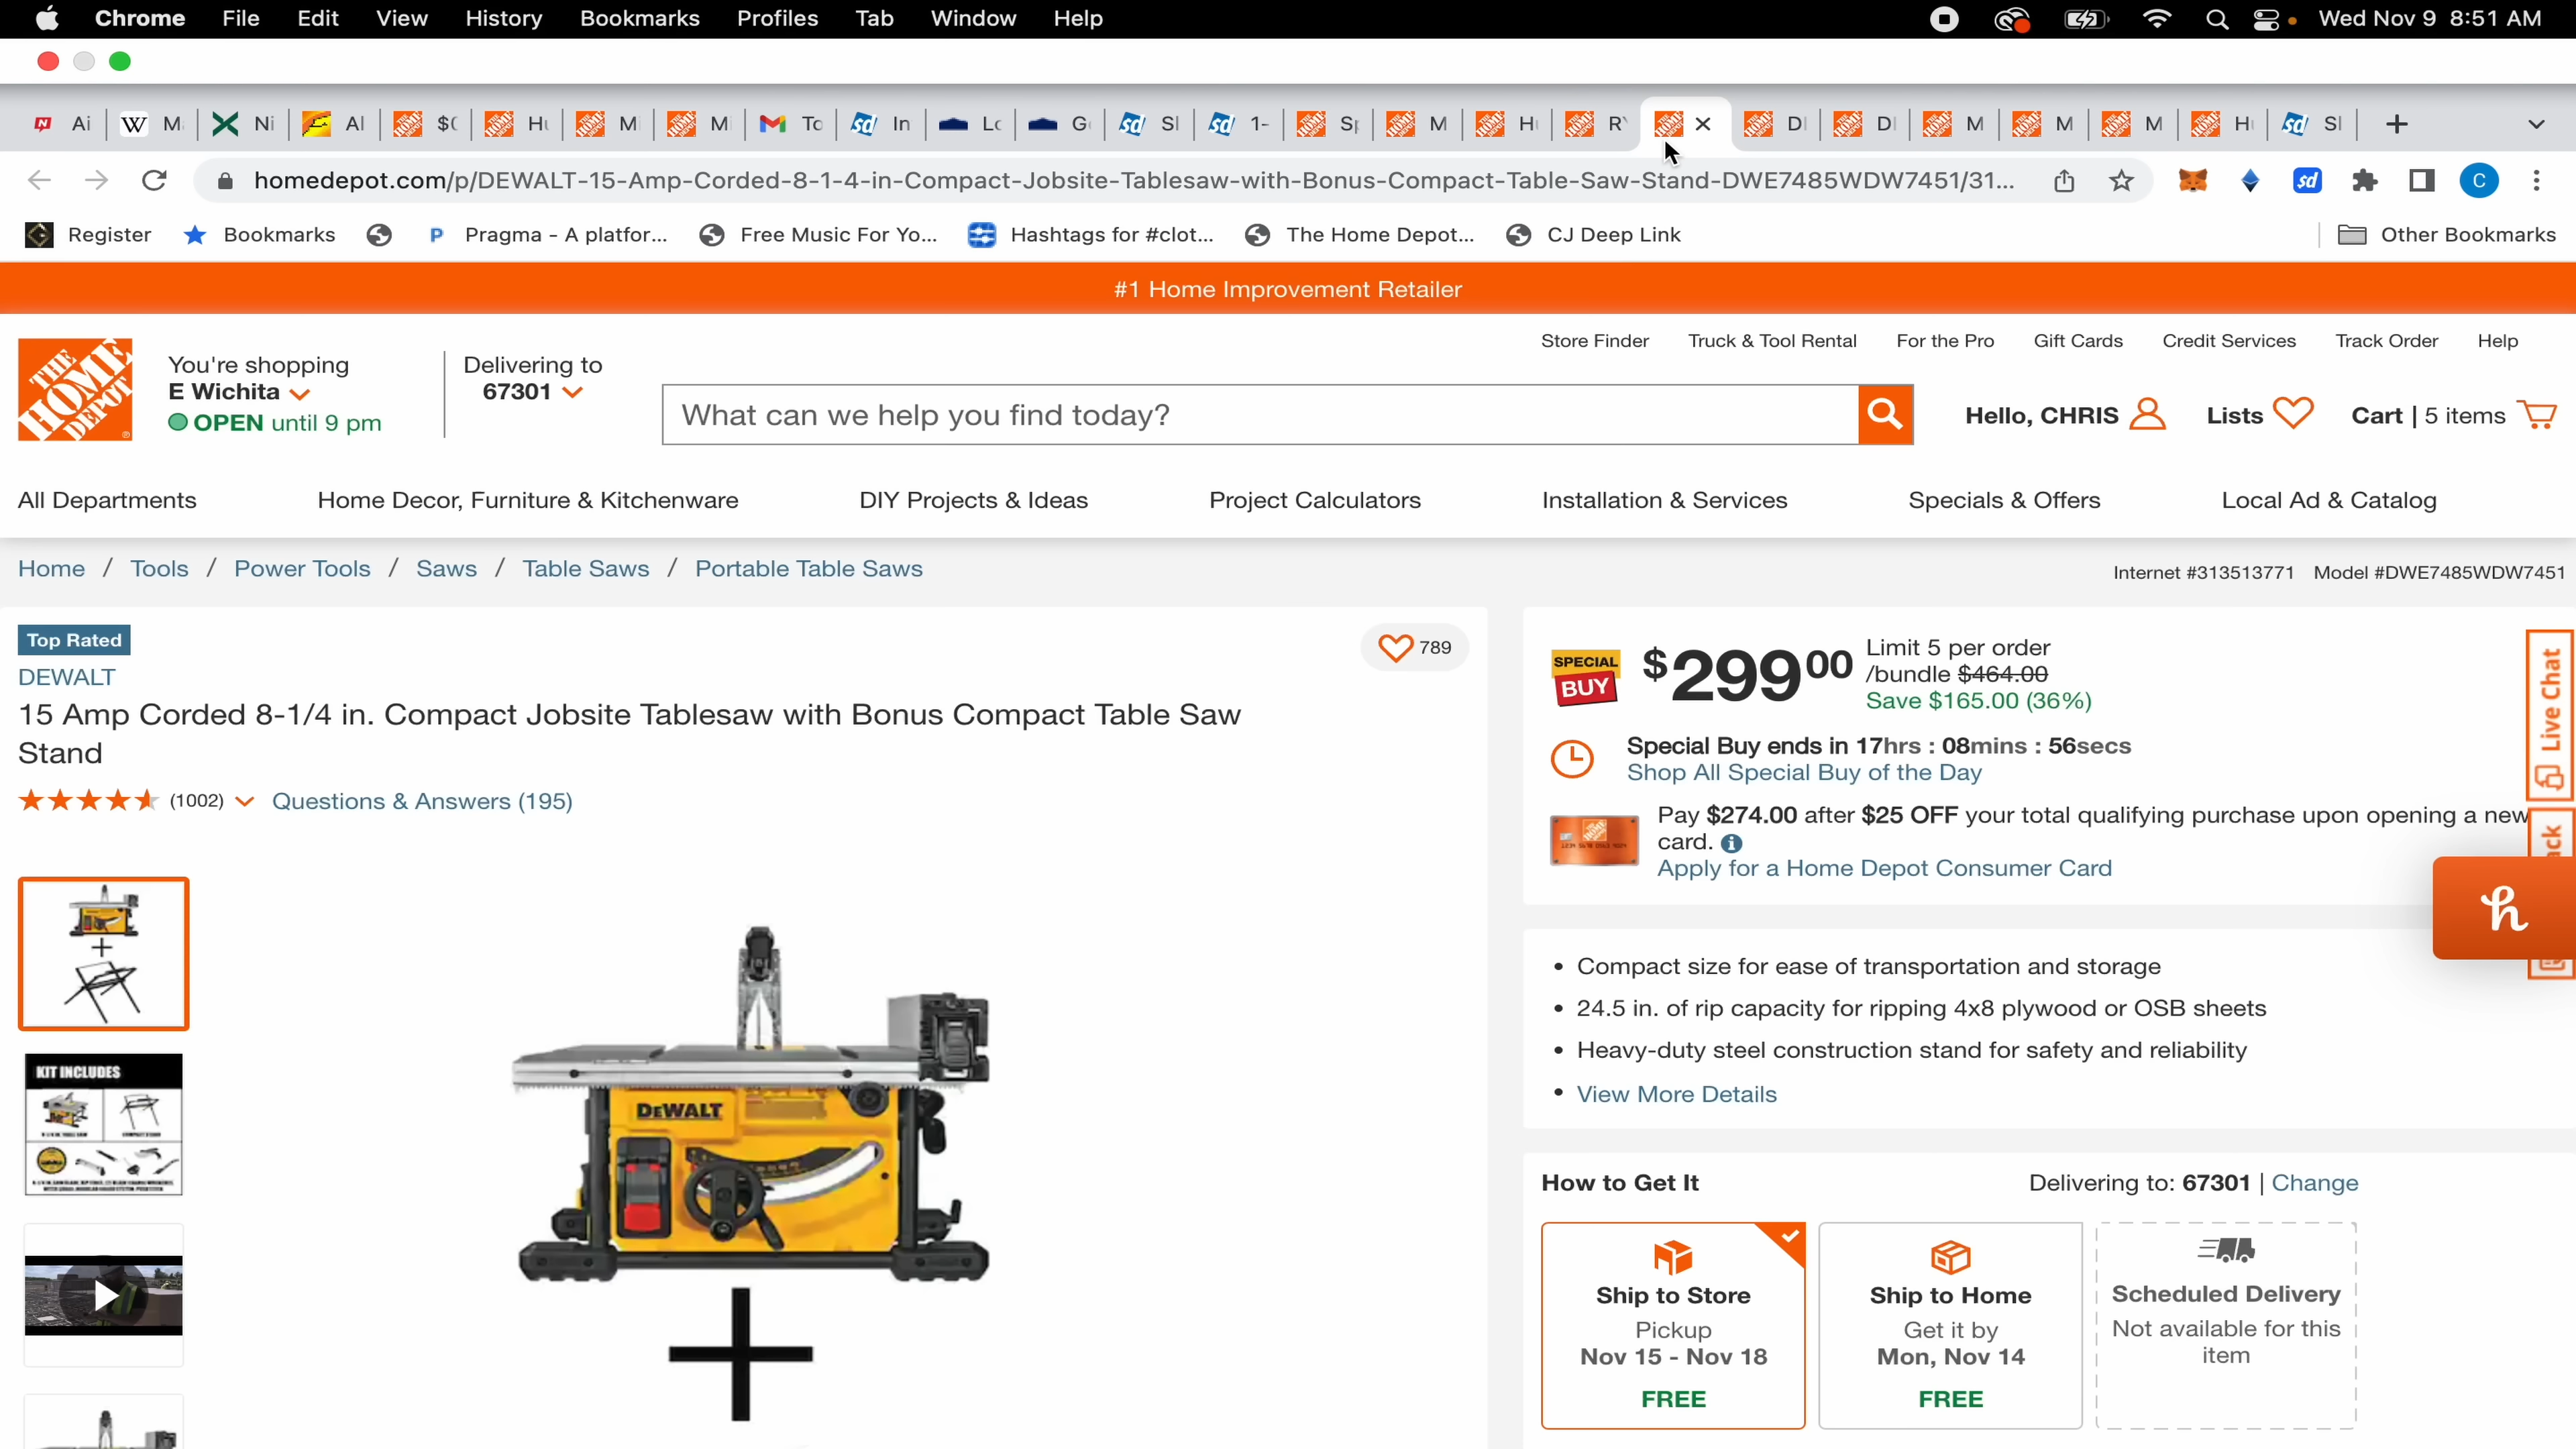 Chrome File Edit View History Bookmarks Profiles Tab Window Help Wed Nov 9 8:51 AM
homedepot.com/p/DEWALT-15-Amp-Corded-8-1-4-in-Compact-Jobsite-Tablesaw-with-Bonus-Compact-Table-Saw-Stand-DWE7485WDW7451/31...
Register Bookmarks Pragma - A platfor... Free Music For Yo... Hashtags for #clot... The Home Depot... CJ Deep Link Other Bookmarks
#1 Home Improvement Retailer
Store Finder Truck & Tool Rental For the Pro Gift Cards Credit Services Track Order Help
THE HOME DEPOT
You're shopping
E Wichita
OPEN until 9 pm
Delivering to
67301
What can we help you find today?
Hello, CHRIS Lists Cart | 5 items
All Departments Home Decor, Furniture & Kitchenware DIY Projects & Ideas Project Calculators Installation & Services Specials & Offers Local Ad & Catalog
Home / Tools / Power Tools / Saws / Table Saws / Portable Table Saws
Internet #313513771 Model #DWE7485WDW7451
Top Rated
789
DEWALT
15 Amp Corded 8-1/4 in. Compact Jobsite Tablesaw with Bonus Compact Table Saw
Stand
(1002) Questions & Answers (195)
KIT INCLUDES
DEWALT
SPECIAL
BUY
$299.00
Limit 5 per order
/bundle $464.00
Save $165.00 (36%)
Special Buy ends in 17hrs : 08mins : 56secs
Shop All Special Buy of the Day
Pay $274.00 after $25 OFF your total qualifying purchase upon opening a new
card.
Apply for a Home Depot Consumer Card
Live Chat
• Compact size for ease of transportation and storage
• 24.5 in. of rip capacity for ripping 4x8 plywood or OSB sheets
• Heavy-duty steel construction stand for safety and reliability
• View More Details
How to Get It
Delivering to: 67301 | Change
Ship to Store
Pickup
Nov 15 - Nov 18
FREE
Ship to Home
Get it by
Mon, Nov 14
FREE
Scheduled Delivery
Not available for this
item